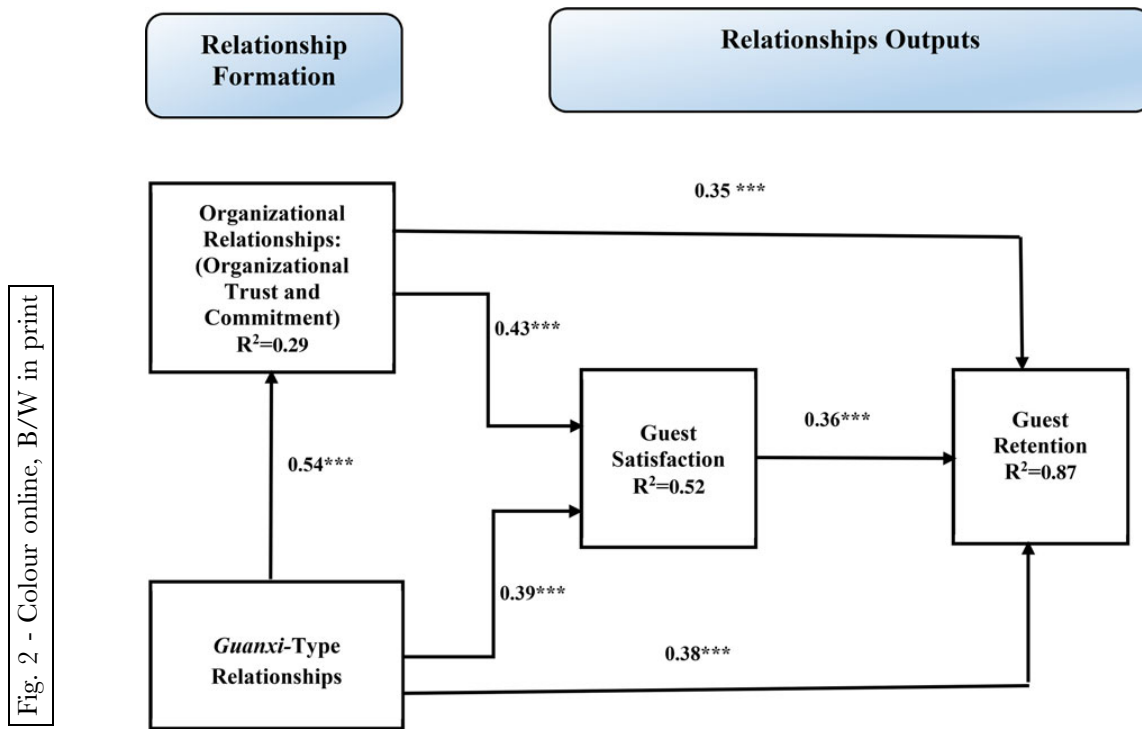 Relationship
Formation
Relationships Outputs
Organizational
Relationships:
(Organizational
Trust and
Commitment)
R²=0.29
0.35 ***
0.43***
0.54***
Guest
Satisfaction
R²=0.52
0.36***
Guest
Retention
R²=0.87
0.39***
Guanxi-Type
Relationships
0.38***
Fig. 2 - Colour online, B/W in print